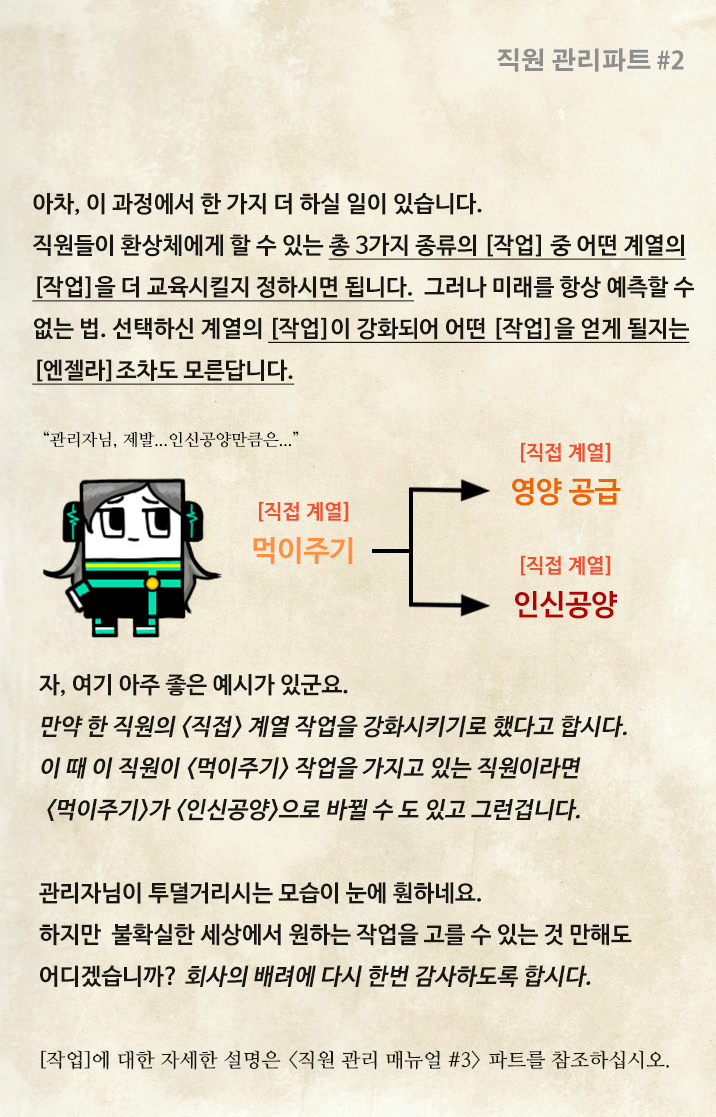 직원 관리파트 #2
아차, 이 과정에서 한 가지 더 하실 일이 있습니다.
직원들이 환상체에게 할 수 있는 총 3가지 종류의 [작업] 중 어떤 계열의
[작업]을 더 교육시킬지 정하시면 됩니다. 그러나 미래를 항상 예측할 수
없는 법. 선택하신 계열의 [작업]이 강화되어 어떤 [작업]을 얻게 될지는
[엔젤라]조차도 모른답니다.
“관리자님, 제발...인신공양만큼은...”
[직접 계열]
먹이주기
[직접 계열]
영양 공급
[직접 계열]
인신공양
자, 여기 아주 좋은 예시가 있군요.
만약 한 직원의 〈직접〉 계열 작업을 강화시키기로 했다고 합시다.
이 때 이 직원이 〈먹이주기〉 작업을 가지고 있는 직원이라면
〈먹이주기〉가 〈인신공양〉으로 바뀔 수 도 있고 그런겁니다.
관리자님이 투덜거리시는 모습이 눈에 훤하네요.
하지만 불확실한 세상에서 원하는 작업을 고를 수 있는 것 만해도
어디겠습니까? 회사의 배려에 다시 한번 감사하도록 합시다.
[작업]에 대한 자세한 설명은 〈직원 관리 매뉴얼 #3〉 파트를 참조하십시오.